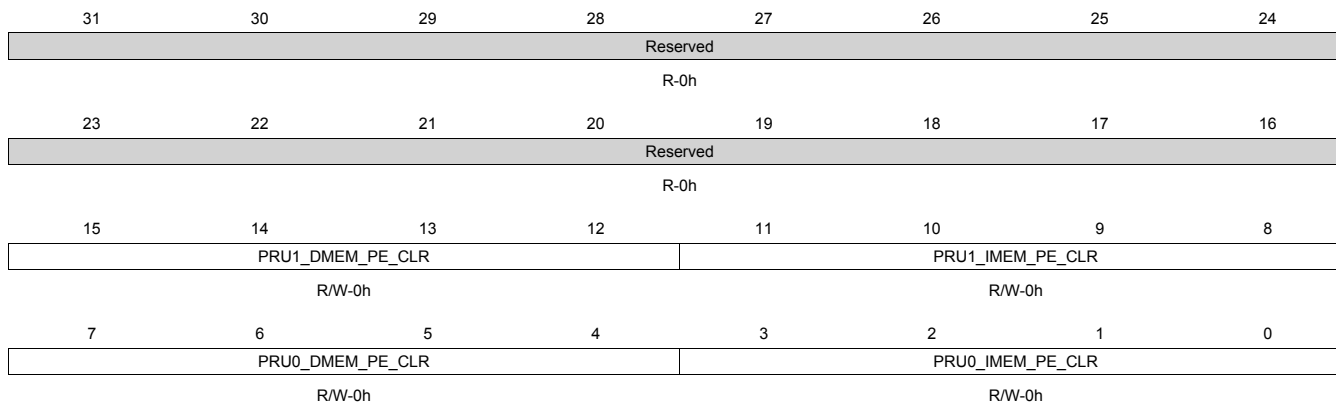 31 30 29 28 27 26 25 24
Reserved
R-0h
23 22 21 20 19 18 17 16
Reserved
R-0h
15 14 13 12 11 10 9 8
PRU1_DMEM_PE_CLR PRU1_IMEM_PE_CLR
R/W-0h R/W-0h
7 6 5 4 3 2 1 0
PRU0_DMEM_PE_CLR PRU0_IMEM_PE_CLR
R/W-0h R/W-0h